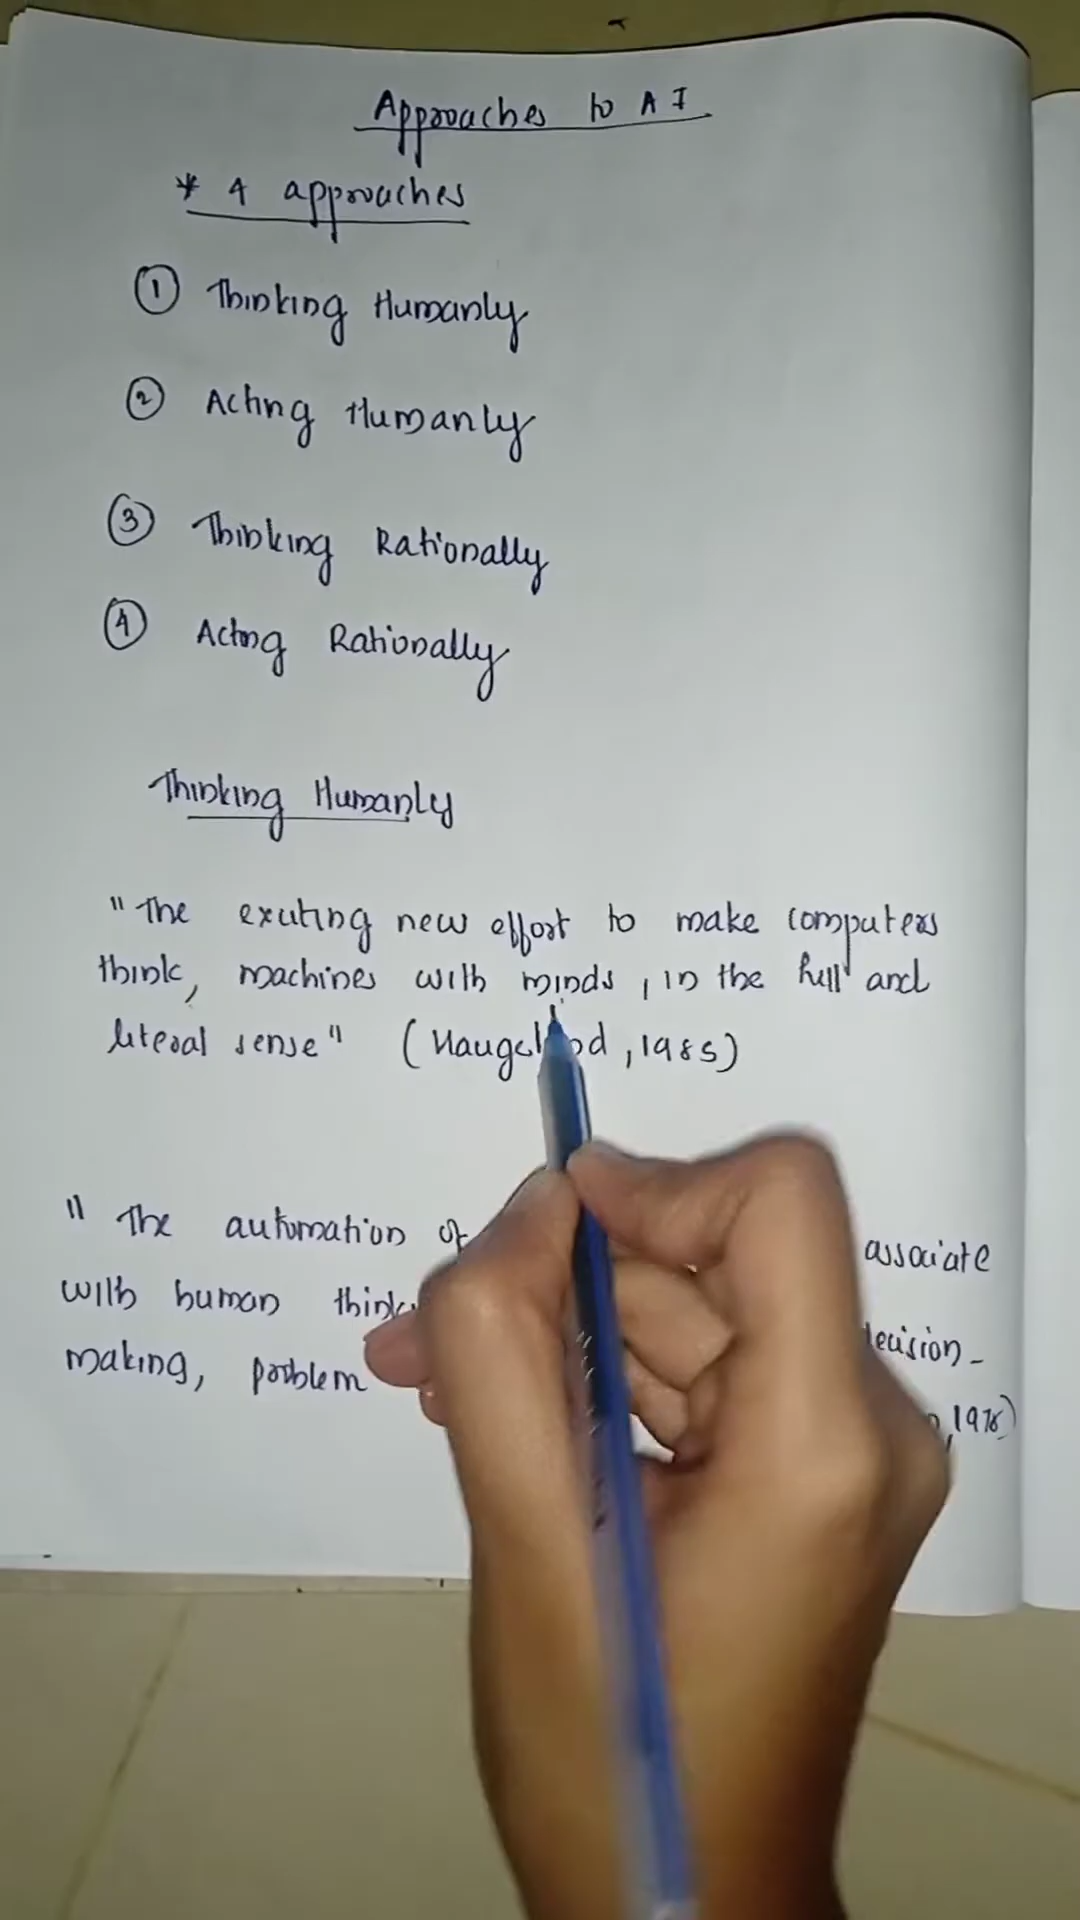 Approaches to AI
* 4 approaches
① Thinking Humanly
② Acting Humanly
③ Thinking Rationally
④ Acting Rationally
Thinking Humanly
"The exciting new effort to make computers
think, machines with minds, in the full and
literal sense" (Haugeland, 1985)
" The automation of associate
with human
making, problem
1978)